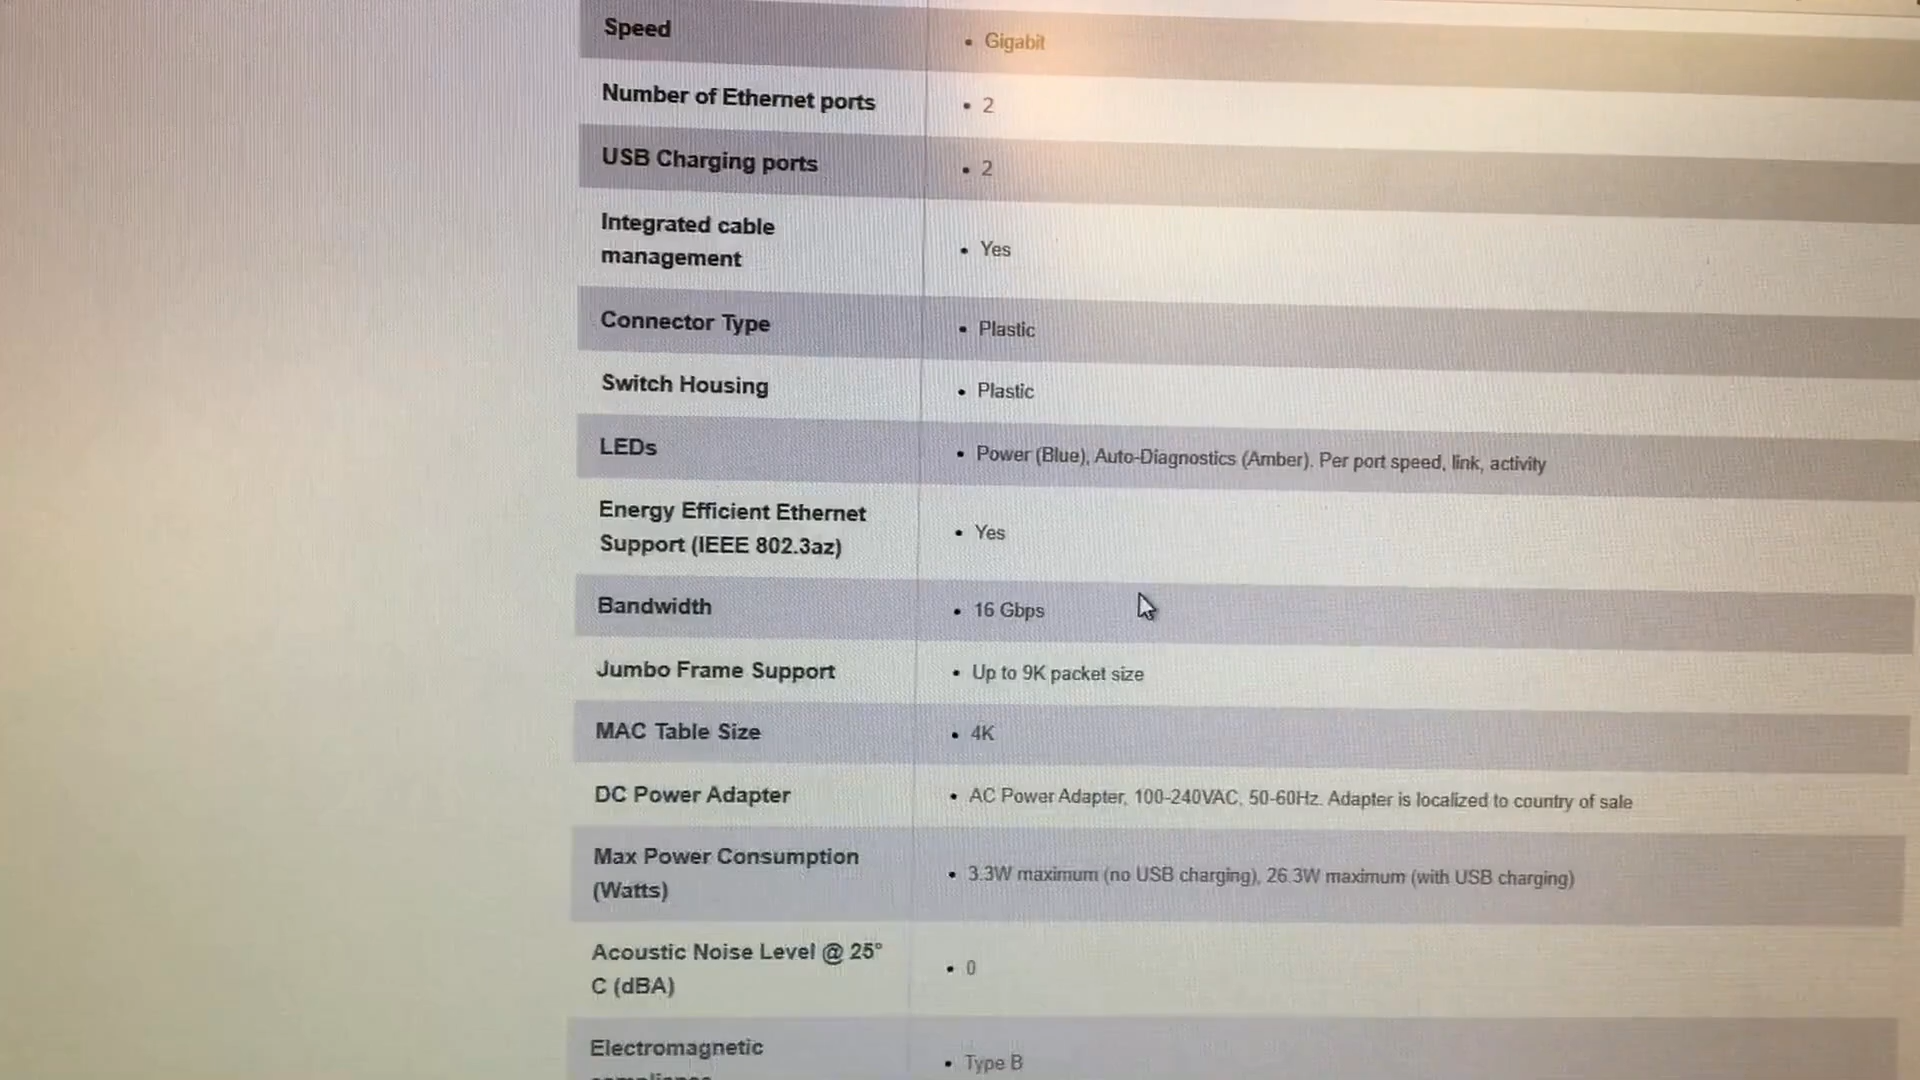 Speed
• Gigabit
Number of Ethernet ports
• 2
USB Charging ports
• 2
Integrated cable
management
• Yes
Connector Type
• Plastic
Switch Housing
• Plastic
LEDs
• Power (Blue), Auto-Diagnostics (Amber). Per port speed, link, activity
Energy Efficient Ethernet
Support (IEEE 802.3az)
• Yes
Bandwidth
• 16 Gbps
Jumbo Frame Support
• Up to 9K packet size
MAC Table Size
• 4K
DC Power Adapter
• AC Power Adapter, 100-240VAC, 50-60Hz. Adapter is localized to country of sale
Max Power Consumption
(Watts)
• 3.3W maximum (no USB charging), 26.3W maximum (with USB charging)
Acoustic Noise Level @ 25°
C (dBA)
• 0
Electromagnetic
• Type B